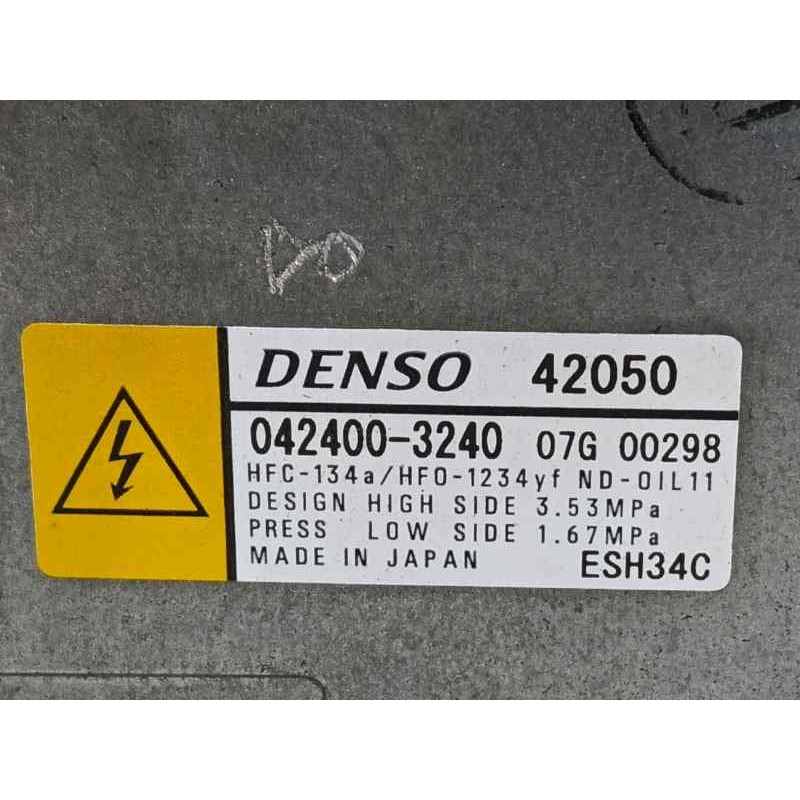 DENSO 42050
042400-3240 07G 00298
HFC-134a/HFO-1234yf ND-OIL11
DESIGN HIGH SIDE 3.53MPa
PRESS LOW SIDE 1.67MPa
MADE IN JAPAN ESH34C